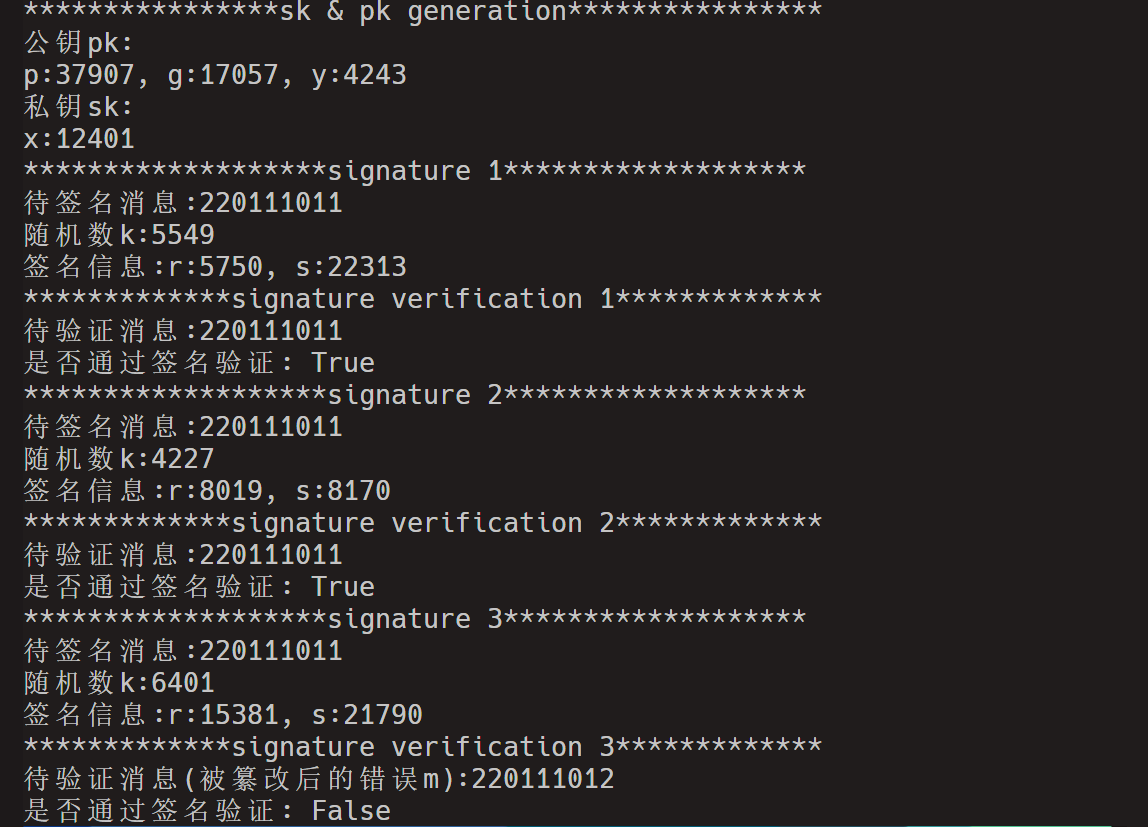 ****************sk & pk generation****************
公钥pk:
p:37907, g:17057, y:4243
私钥sk:
x:12401
*******************signature 1*******************
待签名消息:220111011
随机数k:5549
签名信息:r:5750, s:22313
*************signature verification 1*************
待验证消息:220111011
是否通过签名验证: True
*******************signature 2*******************
待签名消息:220111011
随机数k:4227
签名信息:r:8019, s:8170
*************signature verification 2*************
待验证消息:220111011
是否通过签名验证: True
*******************signature 3*******************
待签名消息:220111011
随机数k:6401
签名信息:r:15381, s:21790
*************signature verification 3*************
待验证消息(被篡改后的错误m):220111012
是否通过签名验证: False